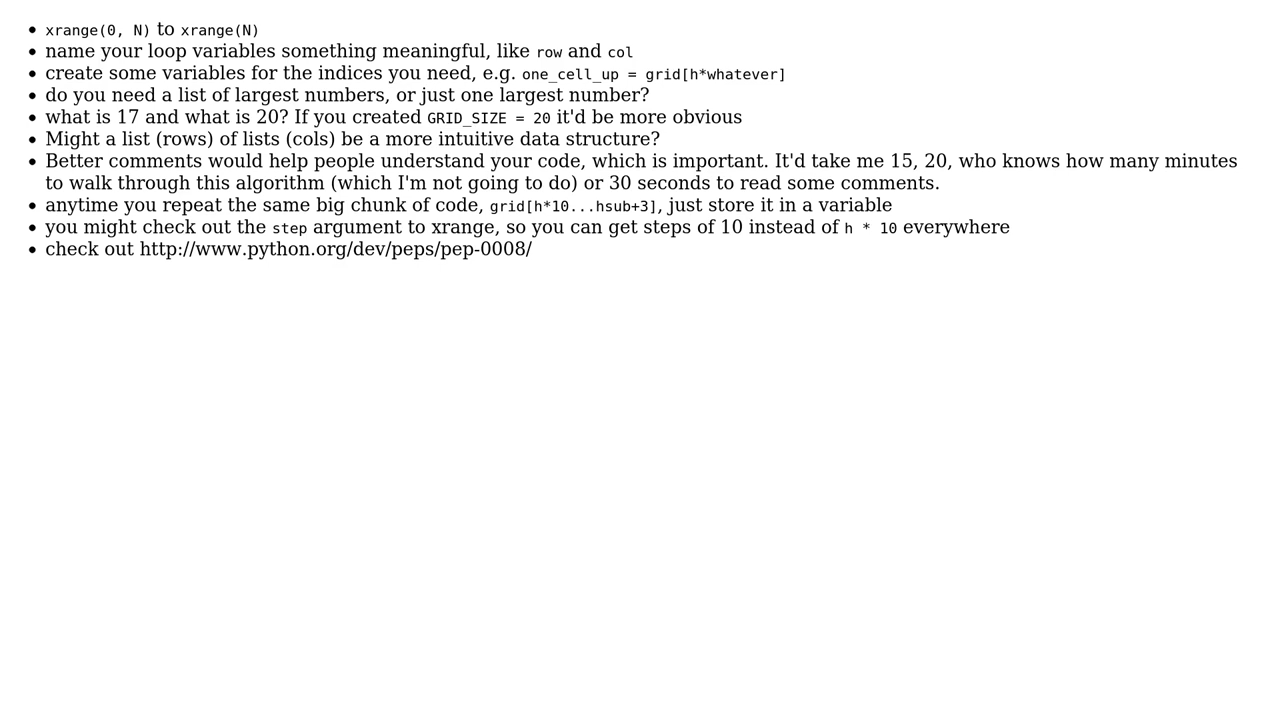 • xrange(0, N) to xrange(N)
• name your loop variables something meaningful, like row and col
• create some variables for the indices you need, e.g. one_cell_up = grid[h*whatever]
• do you need a list of largest numbers, or just one largest number?
• what is 17 and what is 20? If you created GRID_SIZE = 20 it'd be more obvious
• Might a list (rows) of lists (cols) be a more intuitive data structure?
• Better comments would help people understand your code, which is important. It'd take me 15, 20, who knows how many minutes
to walk through this algorithm (which I'm not going to do) or 30 seconds to read some comments.
• anytime you repeat the same big chunk of code, grid[h*10...hsub+3], just store it in a variable
• you might check out the step argument to xrange, so you can get steps of 10 instead of h * 10 everywhere
• check out http://www.python.org/dev/peps/pep-0008/